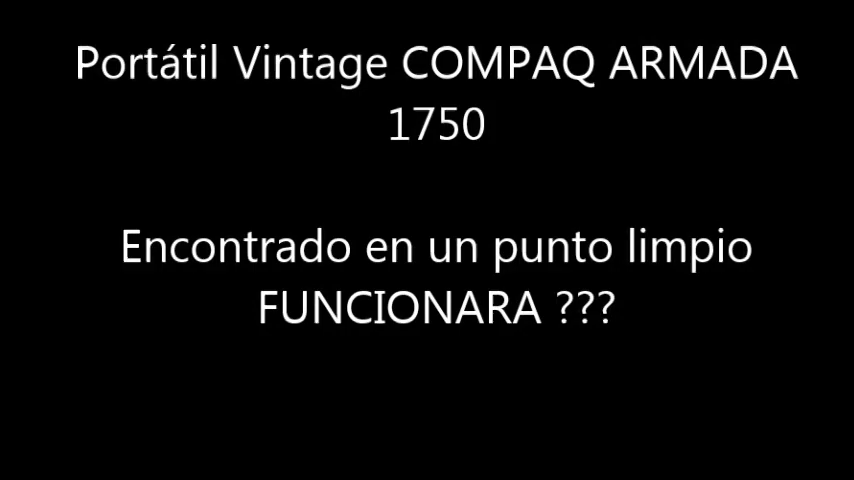 Portátil Vintage COMPAQ ARMADA
1750
Encontrado en un punto limpio
FUNCIONARA ???